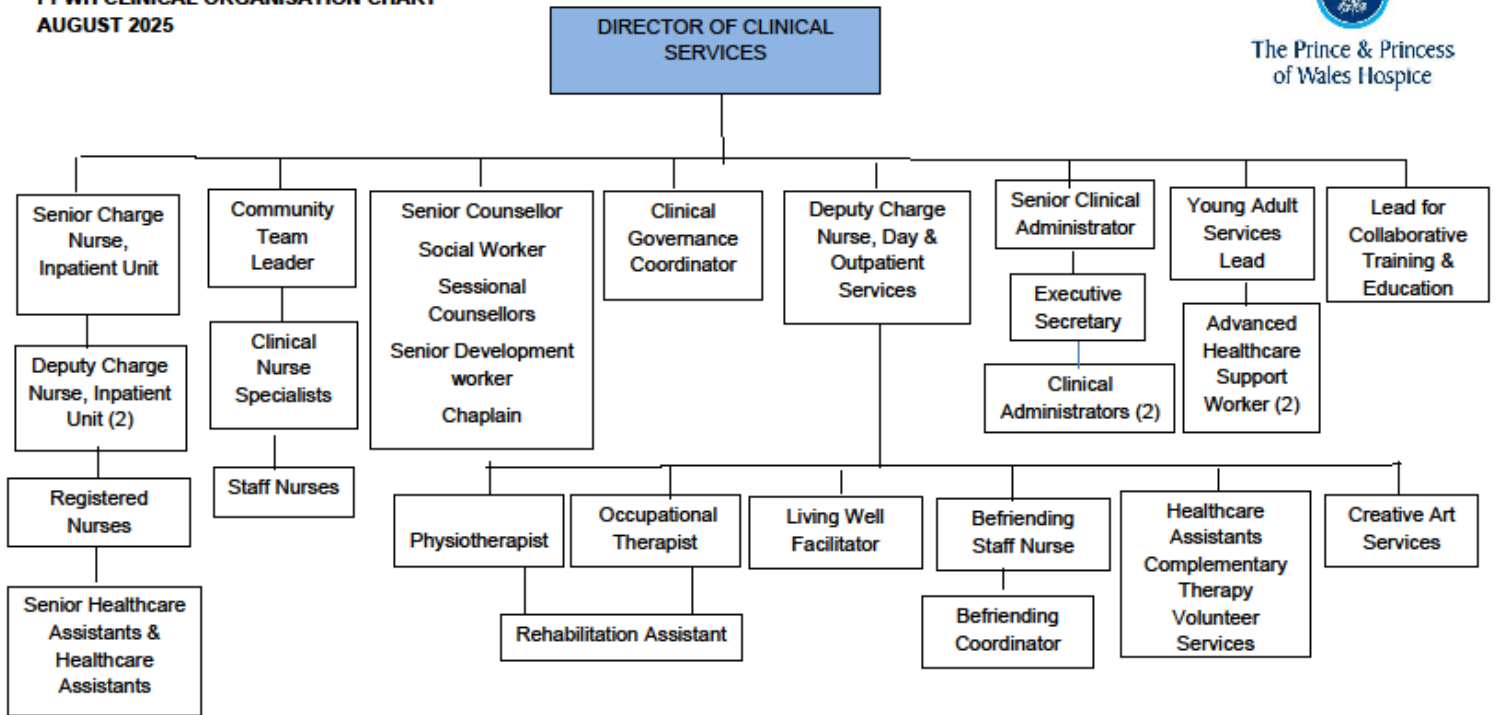 CLINICAL ORGANISATION CHART
AUGUST 2025
DIRECTOR OF CLINICAL
SERVICES
The Prince & Princess
of Wales Hospice
Senior Charge
Nurse,
Inpatient Unit
Community
Team
Leader
Senior Counsellor
Social Worker
Sessional
Counsellors
Senior Development
worker
Chaplain
Clinical
Governance
Coordinator
Deputy Charge
Nurse, Day &
Outpatient
Services
Senior Clinical
Administrator
Young Adult
Services
Lead
Lead for
Collaborative
Training &
Education
Executive
Secretary
Advanced
Healthcare
Support
Worker (2)
Clinical
Administrators (2)
Deputy Charge
Nurse, Inpatient
Unit (2)
Clinical
Nurse
Specialists
Staff Nurses
Registered
Nurses
Senior Healthcare
Assistants &
Healthcare
Assistants
Physiotherapist
Occupational
Therapist
Living Well
Facilitator
Befriending
Staff Nurse
Healthcare
Assistants
Complementary
Therapy
Volunteer
Services
Creative Art
Services
Rehabilitation Assistant
Befriending
Coordinator